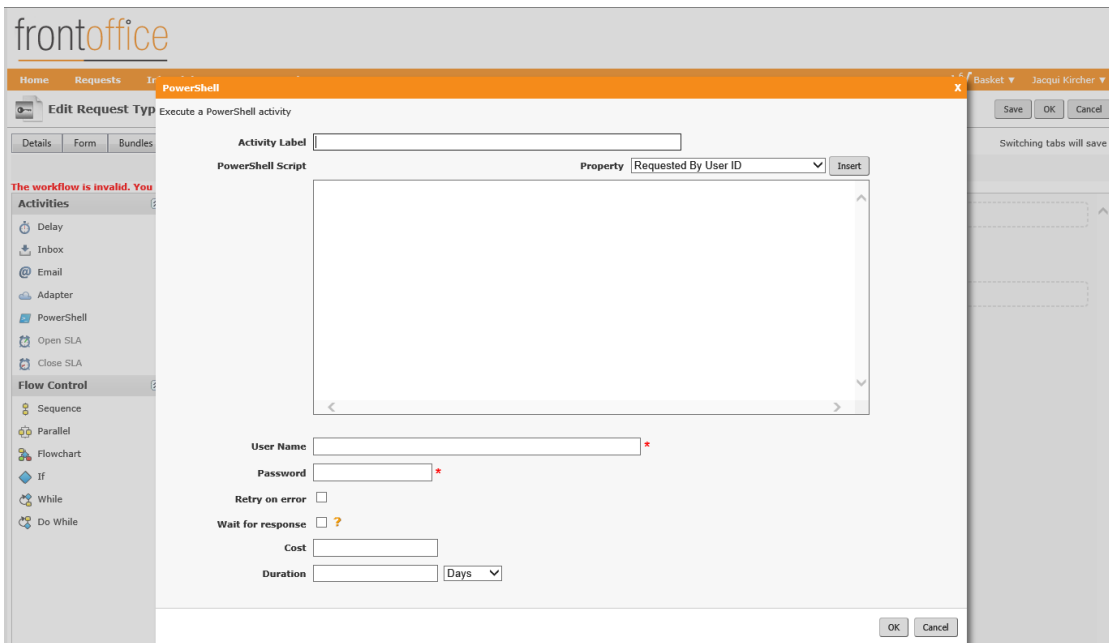 frontoffice
Home Requests
Basket ▼ Jacqui Kircher ▼
PowerShell X
Edit Request Typ
Save OK Cancel
Execute a PowerShell activity
Details Form Bundles
Switching tabs will save
Activity Label
PowerShell Script Property Requested By User ID Insert
The workflow is invalid. You
Activities
Delay
Inbox
Email
Adapter
PowerShell
Open SLA
Close SLA
Flow Control
Sequence
Parallel
Flowchart
If
While
Do While
User Name *
Password *
Retry on error
Wait for response ?
Cost
Duration Days
OK Cancel